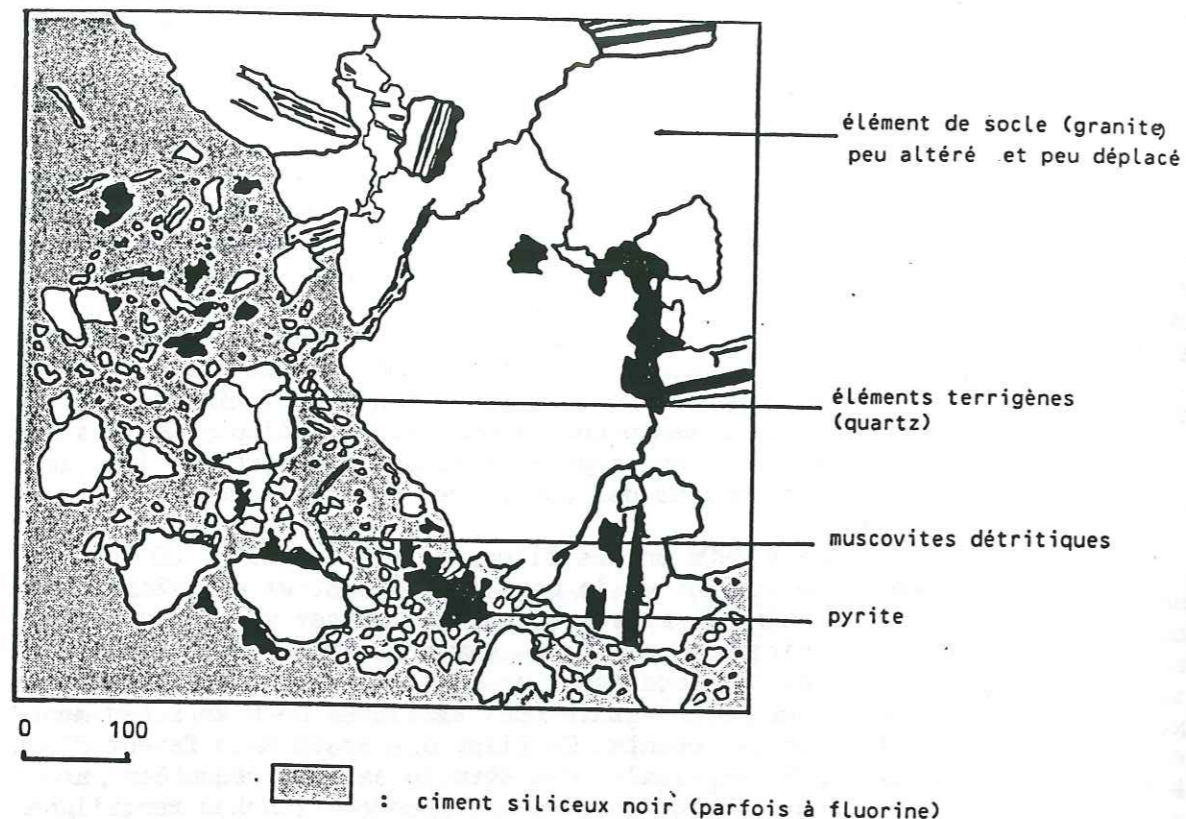 élément de socle (granite)
peu altéré et peu déplacé
éléments terrigènes
(quartz)
muscovites détritiques
pyrite
0 100
: ciment siliceux noir (parfois à fluorine)